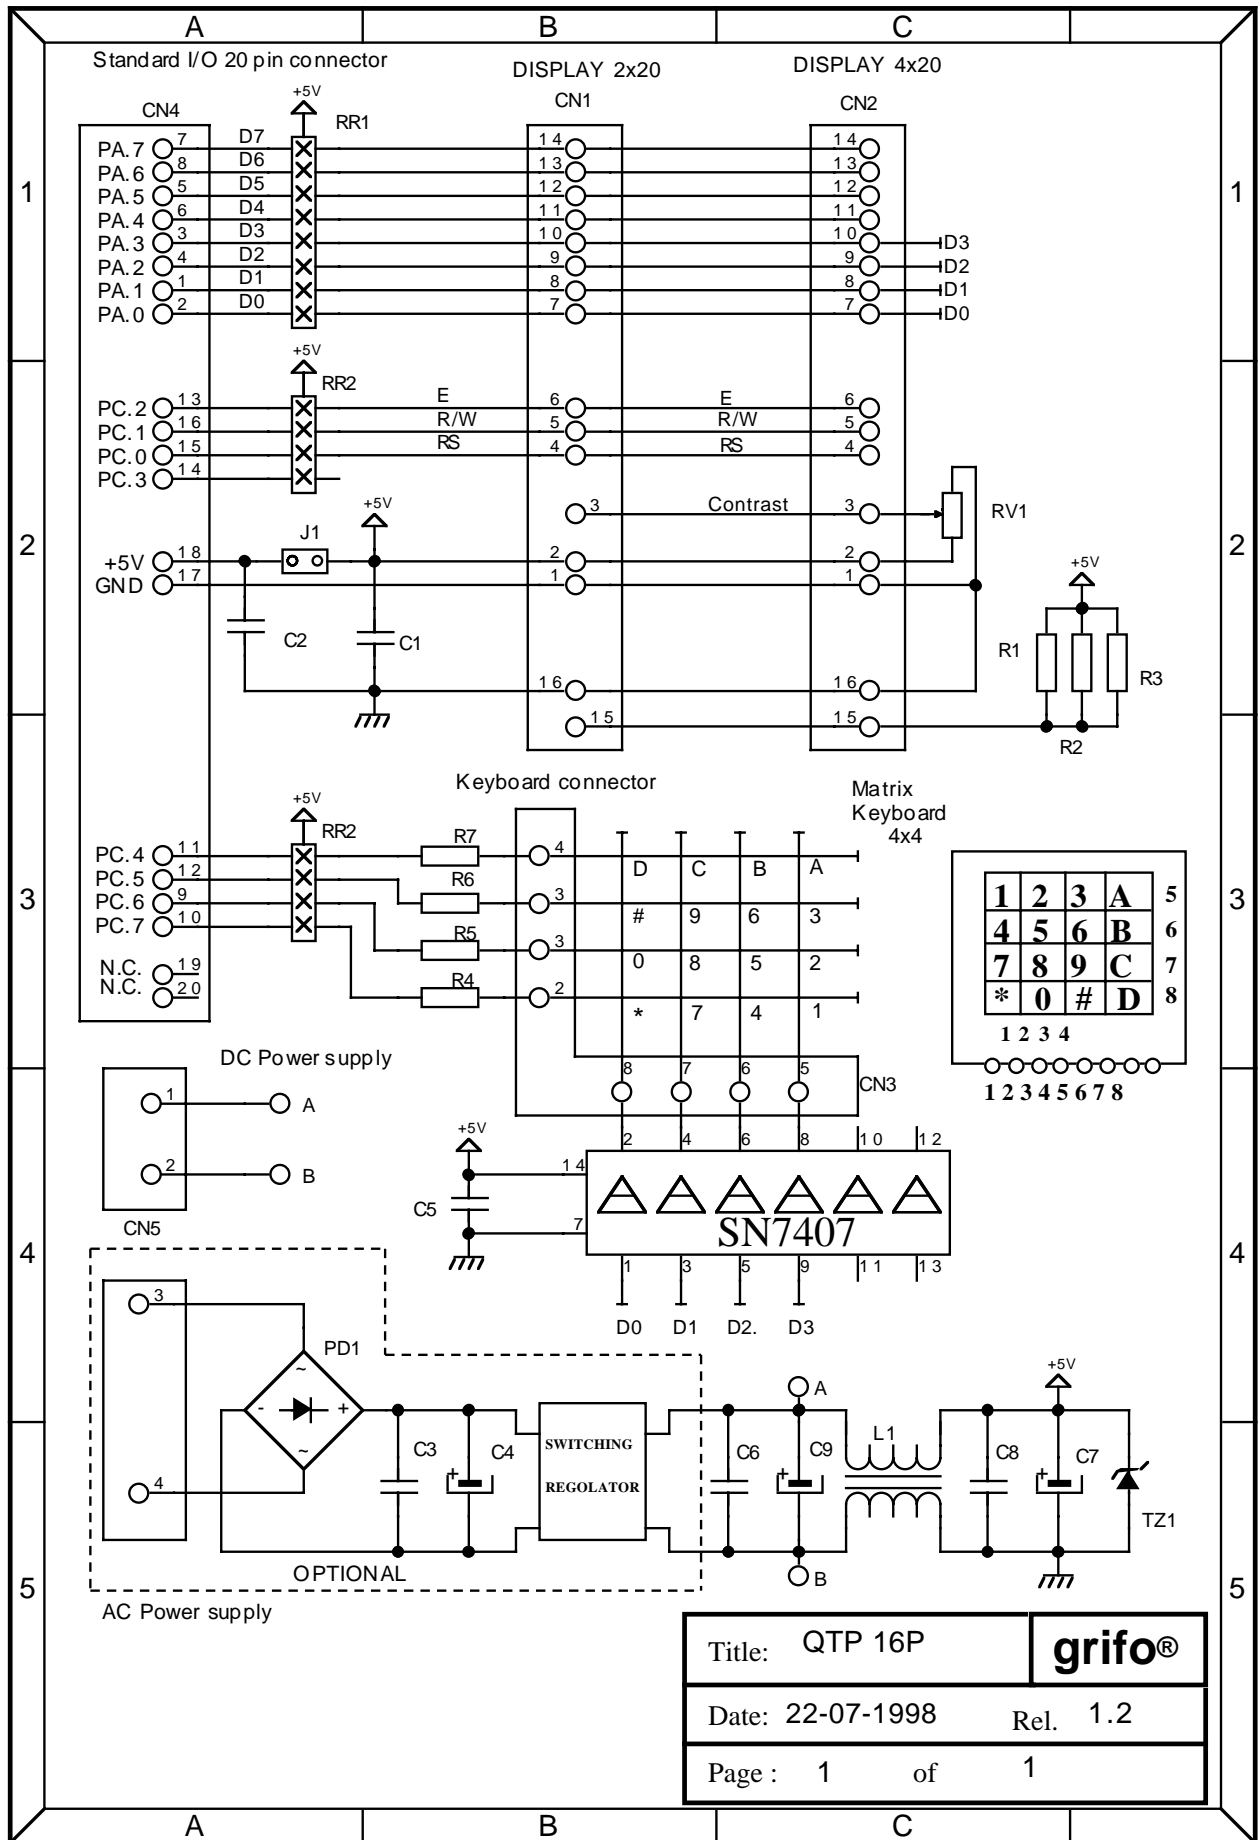 A B C
Standard I/O 20 pin connector
DISPLAY 2x20
DISPLAY 4x20
CN4
+5V
RR1
CN1
CN2
1
1
PA.7 7 D7 14 14
PA.6 8 D6 13 13
PA.5 5 D5 12 12
PA.4 6 D4 11 11
PA.3 3 D3 10 10 D3
PA.2 4 D2 9 9 D2
PA.1 1 D1 8 8 D1
PA.0 2 D0 7 7 D0
+5V
RR2
PC.2 13 E 6 E 6
PC.1 16 R/W 5 R/W 5
PC.0 15 RS 4 RS 4
PC.3 14
+5V
3 Contrast 3 RV1
2
2
J1
+5V 18 2 2
GND 17 1 1
+5V
C2 C1
R1 R3
16 16
15 15
R2
Keyboard connector
Matrix
Keyboard
4x4
+5V
RR2
3
3
PC.4 11 R7 4
D C B A
PC.5 12 R6 3
# 9 6 3
PC.6 9 R5 3
0 8 5 2
PC.7 10 R4 2
* 7 4 1
N.C. 19
N.C. 20
1 2 3 A 5
4 5 6 B 6
7 8 9 C 7
* 0 # D 8
1 2 3 4
1 2 3 4 5 6 7 8
DC Power supply
8 7 6 5
CN3
1 A
2 B
CN5
+5V
2 4 6 8 10 12
14
C5
7
SN7407
1 3 5 9 11 13
D0 D1 D2. D3
4
4
3
PD1
~
- +
~
4
C3
+
C4
SWITCHING
REGOLATOR
A
C6
+
C9
L1
C8
+5V
+
C7
TZ1
B
OPTIONAL
AC Power supply
5
5
Title: QTP 16P grifo®
Date: 22-07-1998 Rel. 1.2
Page : 1 of 1
A B C